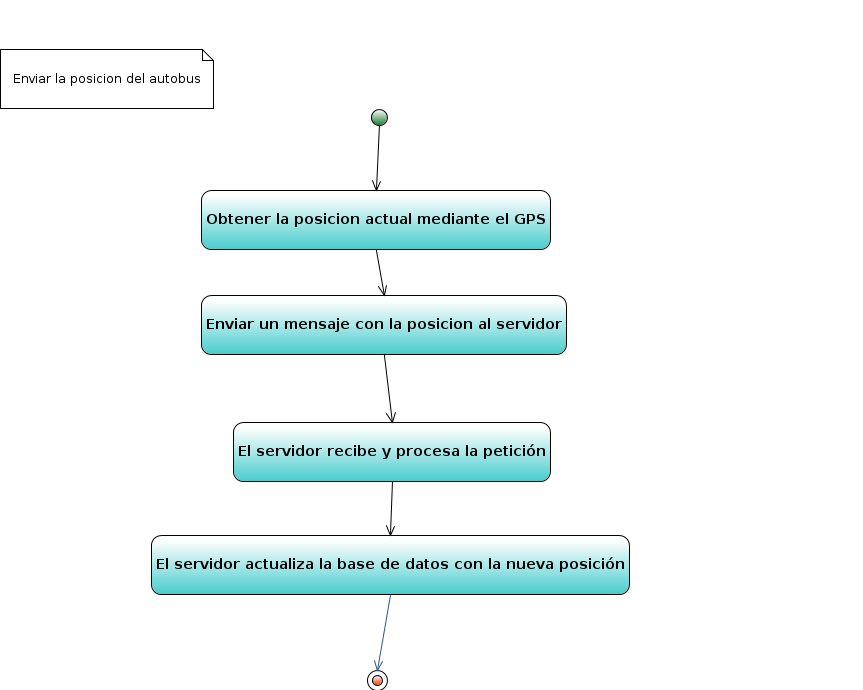 Enviar la posicion del autobus
Obtener la posicion actual mediante el GPS
Enviar un mensaje con la posicion al servidor
El servidor recibe y procesa la petición
El servidor actualiza la base de datos con la nueva posición